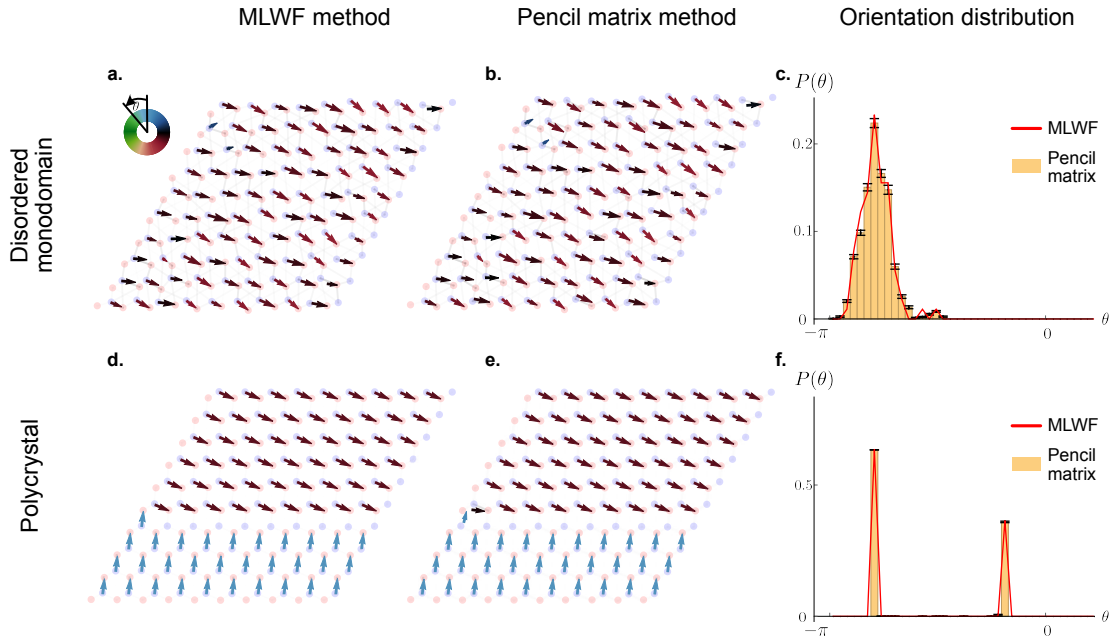 MLWF method
Pencil matrix method
Orientation distribution
Disordered
monodomain
a.
b.
c.
P(θ)
0.2
0.1
0
−π
0
θ
MLWF
Pencil
matrix
Polycrystal
d.
e.
f.
P(θ)
0.5
0
−π
0
θ
MLWF
Pencil
matrix